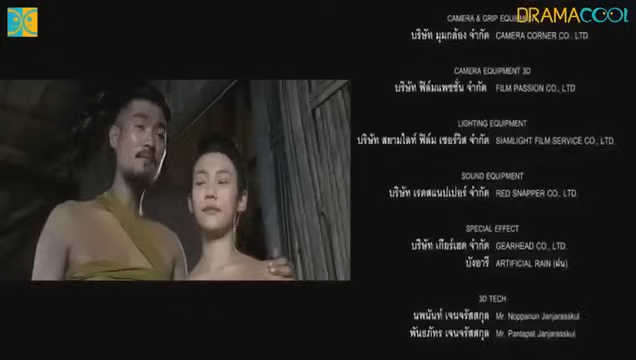 DRAMACOOL
CAMERA & GRIP EQUIPMENT
บริษัท มุมกล้อง จำกัด CAMERA CORNER CO., LTD.
CAMERA EQUIPMENT 3D
บริษัท ฟิล์มแพชชั่น จำกัด FILM PASSION CO., LTD
LIGHTING EQUIPMENT
บริษัท สยามไลท์ ฟิล์ม เซอร์วิส จำกัด SIAMLIGHT FILM SERVICE CO., LTD.
SOUND EQUIPMENT
บริษัท เรดสแนปเปอร์ จำกัด RED SNAPPER CO., LTD.
SPECIAL EFFECT
บริษัท เกียร์เฮด จำกัด GEARHEAD CO., LTD.
บังอารี ARTIFICIAL RAIN (ฝน)
3D TECH
นพนันท์ เจนจรัสสกุล Mr. Noppanun Janjarasskul
พันธภัทร เจนจรัสสกุล Mr. Pantapat Janjarasskul